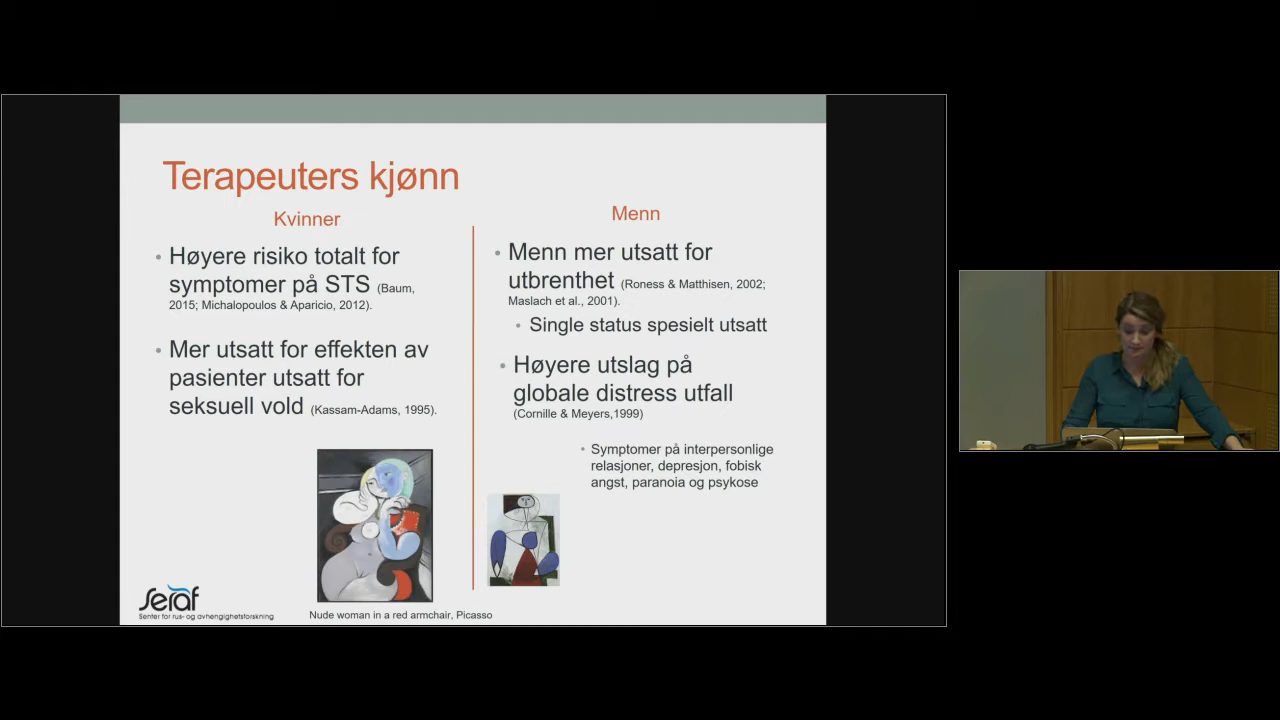 Terapeuters kjønn
Kvinner
• Høyere risiko totalt for
symptomer på STS (Baum,
2015; Michalopoulos & Aparicio, 2012).
• Mer utsatt for effekten av
pasienter utsatt for
seksuell vold (Kassam-Adams, 1995).
Menn
• Menn mer utsatt for
utbrenthet (Roness & Matthisen, 2002;
Maslach et al., 2001).
• Single status spesielt utsatt
• Høyere utslag på
globale distress utfall
(Cornille & Meyers,1999)
• Symptomer på interpersonlige
relasjoner, depresjon, fobisk
angst, paranoia og psykose
seraf
Senter for rus- og avhengighetsforskning
Nude woman in a red armchair, Picasso